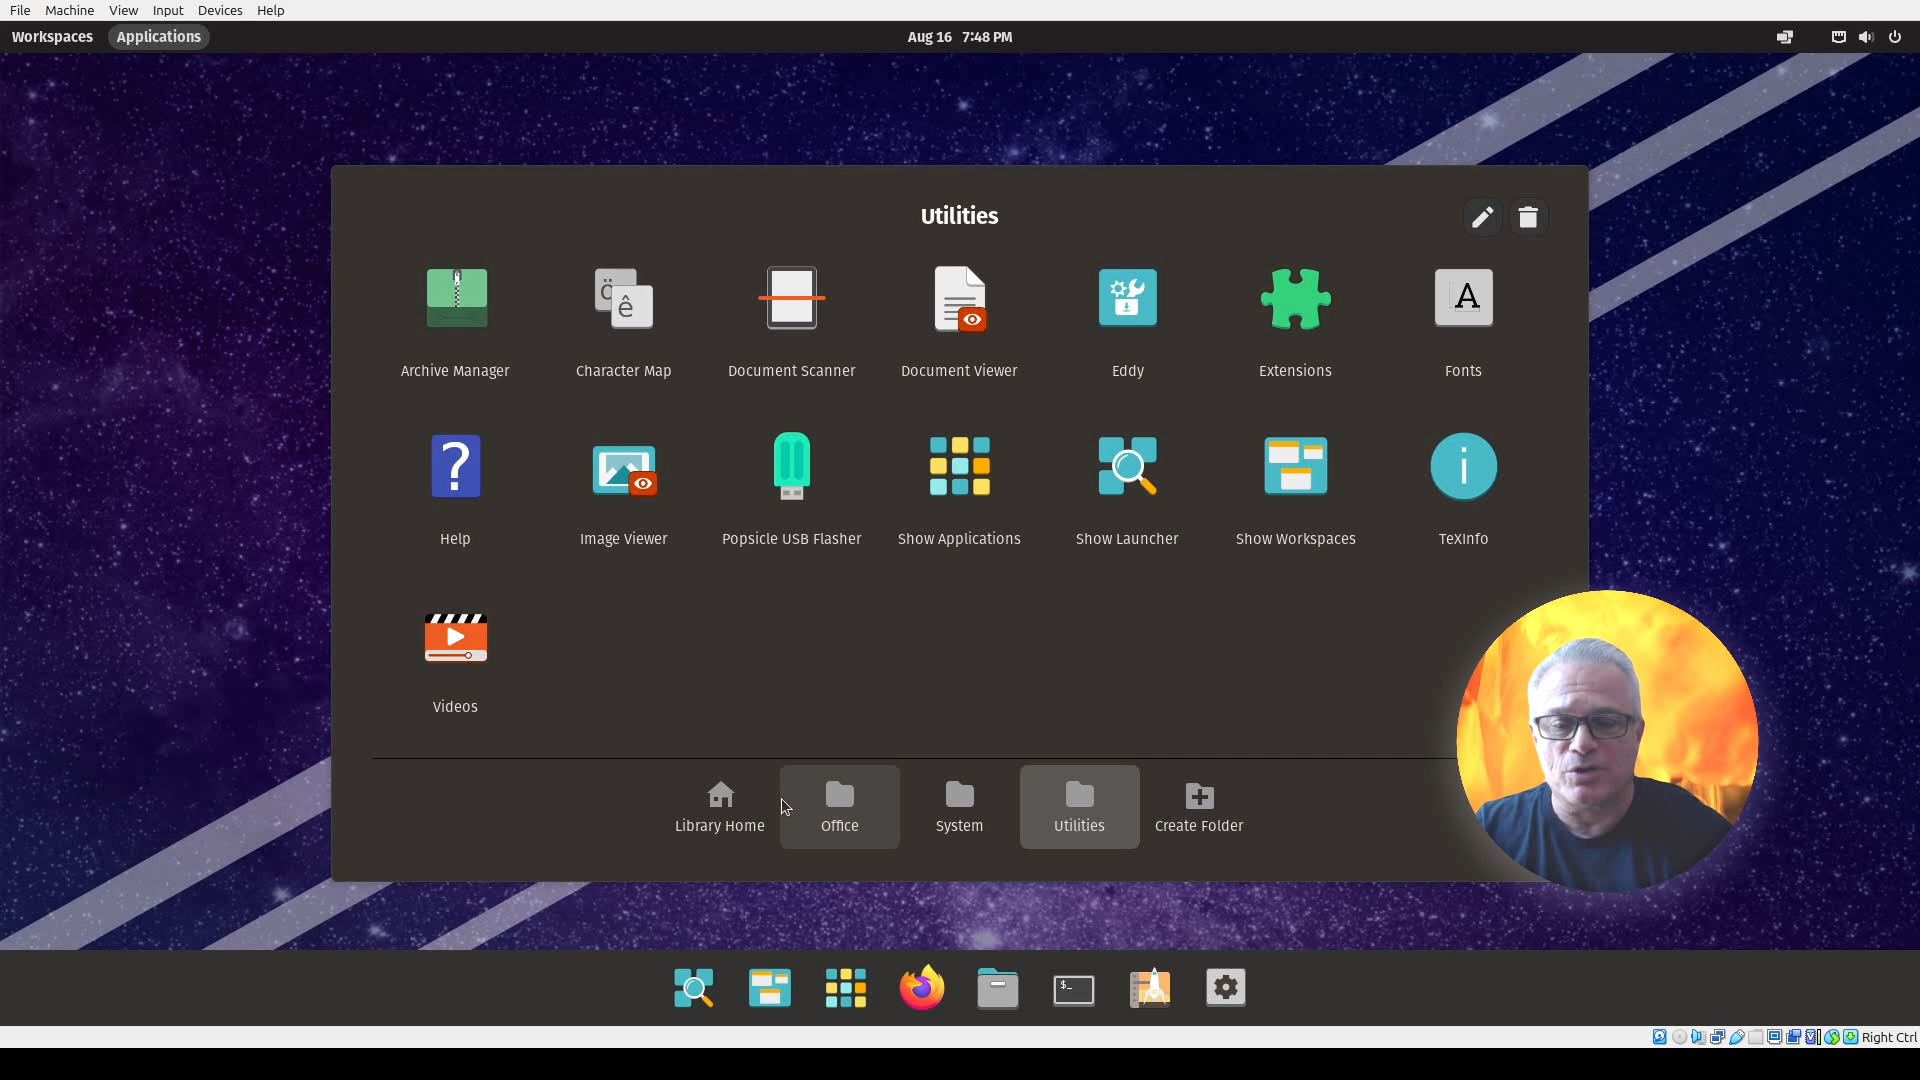 File Machine View Input Devices Help
Workspaces Applications Aug 16 7:48 PM
Utilities
Archive Manager Character Map Document Scanner Document Viewer Eddy Extensions Fonts
Help Image Viewer Popsicle USB Flasher Show Applications Show Launcher Show Workspaces TeXInfo
Videos
Library Home Office System Utilities Create Folder
Right Ctrl